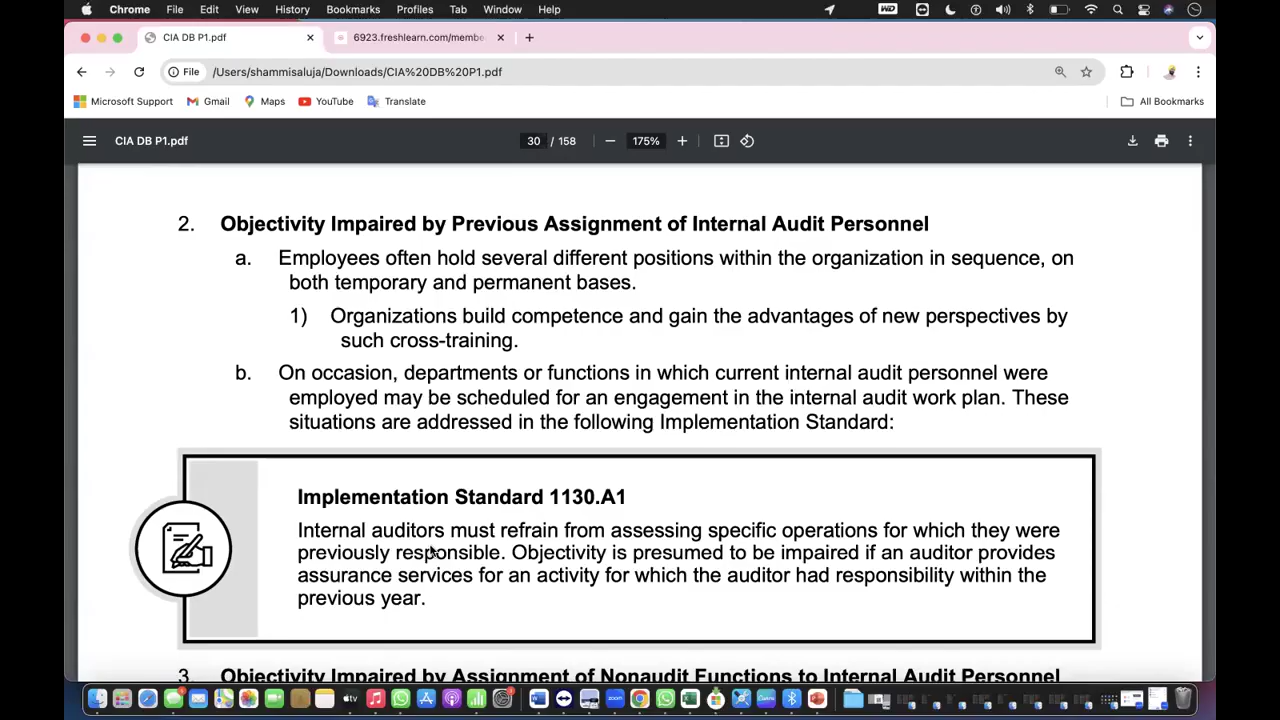 Chrome File Edit View History Bookmarks Profiles Tab Window Help
CIA DB P1.pdf
6923.freshlearn.com/membe
File /Users/shammisaluja/Downloads/CIA%20DB%20P1.pdf
Microsoft Support Gmail Maps YouTube Translate All Bookmarks
CIA DB P1.pdf 30 / 158 175%
2. Objectivity Impaired by Previous Assignment of Internal Audit Personnel
a. Employees often hold several different positions within the organization in sequence, on
both temporary and permanent bases.
1) Organizations build competence and gain the advantages of new perspectives by
such cross-training.
b. On occasion, departments or functions in which current internal audit personnel were
employed may be scheduled for an engagement in the internal audit work plan. These
situations are addressed in the following Implementation Standard:
Implementation Standard 1130.A1
Internal auditors must refrain from assessing specific operations for which they were
previously responsible. Objectivity is presumed to be impaired if an auditor provides
assurance services for an activity for which the auditor had responsibility within the
previous year.
3. Objectivity Impaired by Assignment of Nonaudit Functions to Internal Audit Personnel